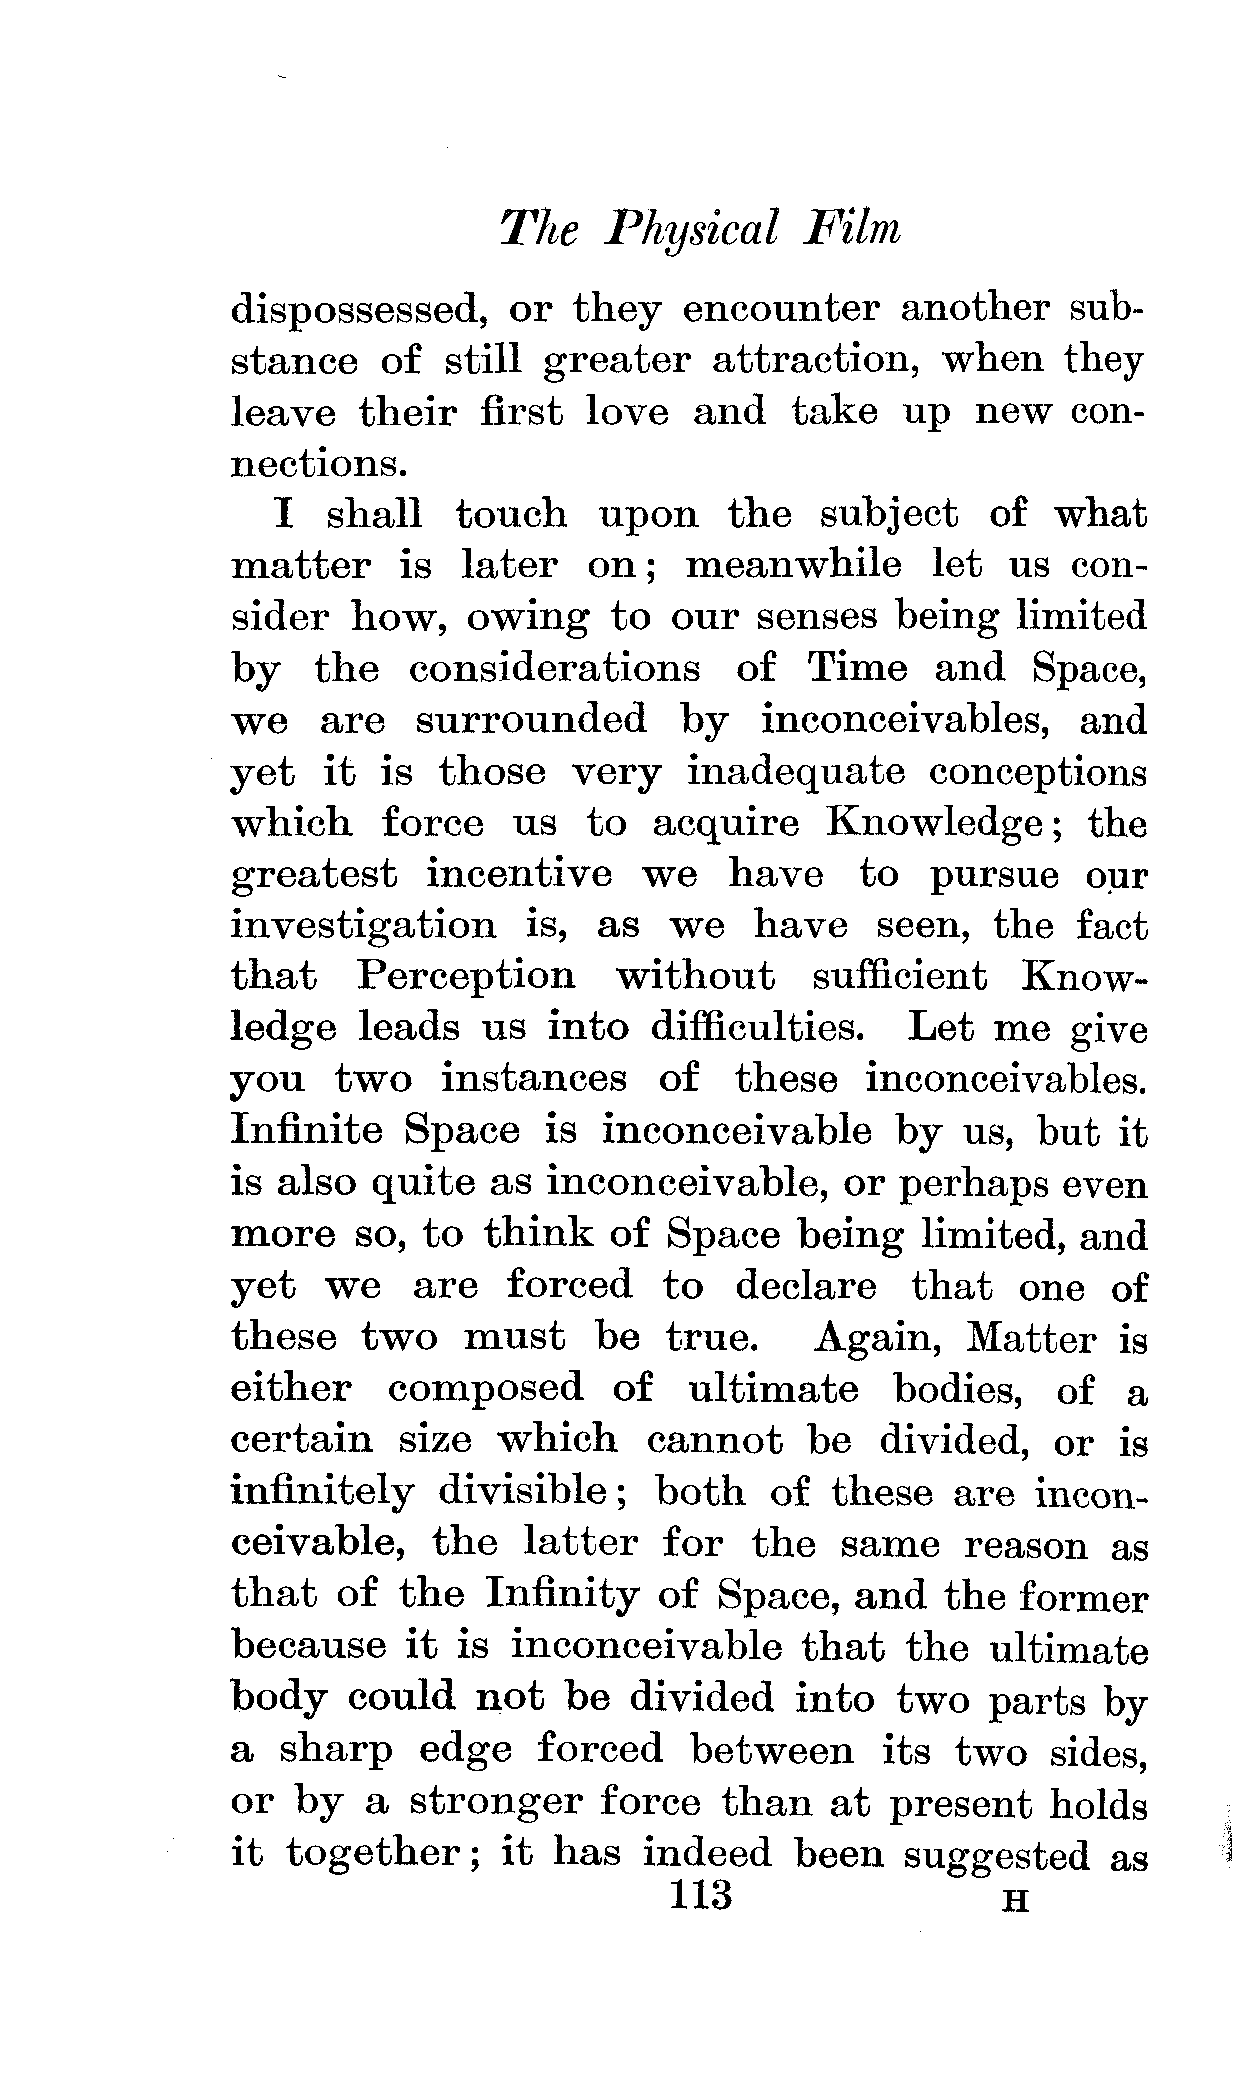 The Physical Film
dispossessed, or they encounter another sub-
stance of still greater attraction, when they
leave their first love and take up new con-
nections.
I shall touch upon the subject of what
matter is later on; meanwhile let us con-
sider how, owing to our senses being limited
by the considerations of Time and Space,
we are surrounded by inconceivables, and
yet it is those very inadequate conceptions
which force us to acquire Knowledge; the
greatest incentive we have to pursue our
investigation is, as we have seen, the fact
that Perception without sufficient Know-
ledge leads us into difficulties. Let me give
you two instances of these inconceivables.
Infinite Space is inconceivable by us, but it
is also quite as inconceivable, or perhaps even
more so, to think of Space being limited, and
yet we are forced to declare that one of
these two must be true. Again, Matter is
either composed of ultimate bodies, of a
certain size which cannot be divided, or is
infinitely divisible; both of these are incon-
ceivable, the latter for the same reason as
that of the Infinity of Space, and the former
because it is inconceivable that the ultimate
body could not be divided into two parts by
a sharp edge forced between its two sides,
or by a stronger force than at present holds
it together; it has indeed been suggested as
113 H